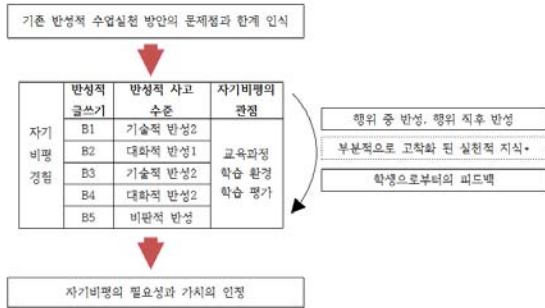 기존 반성적 수업실천 방안의 문제점과 한계 인식
반성적 글쓰기 반성적 사고 수준 자기비평의 관점
자기 비평 경험
B1 기술적 반성2
B2 대화적 반성1
B3 기술적 반성2
B4 대화적 반성2
B5 비판적 반성
교육과정
학습 환경
학습 평가
행위 중 반성, 행위 직후 반성
부분적으로 고착화 된 실천적 지식*
학생으로부터의 피드백
자기비평의 필요성과 가치의 인정